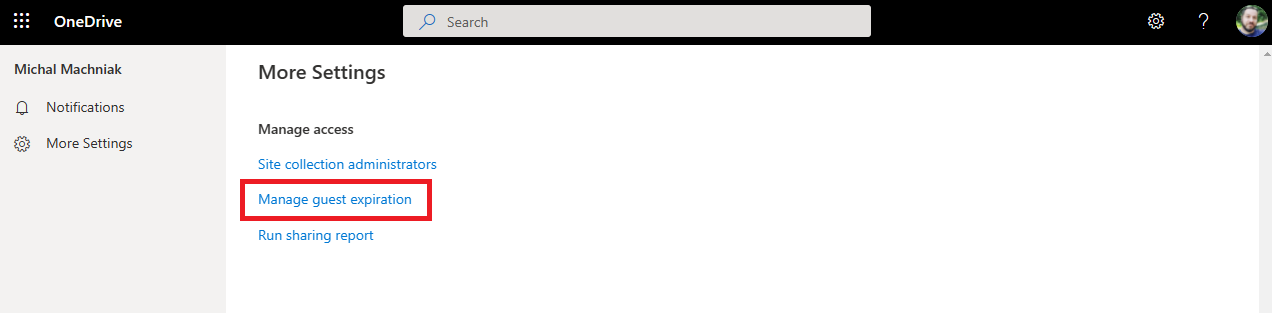 OneDrive
Search
?
Michal Machniak
Notifications
More Settings
More Settings
Manage access
Site collection administrators
Manage guest expiration
Run sharing report